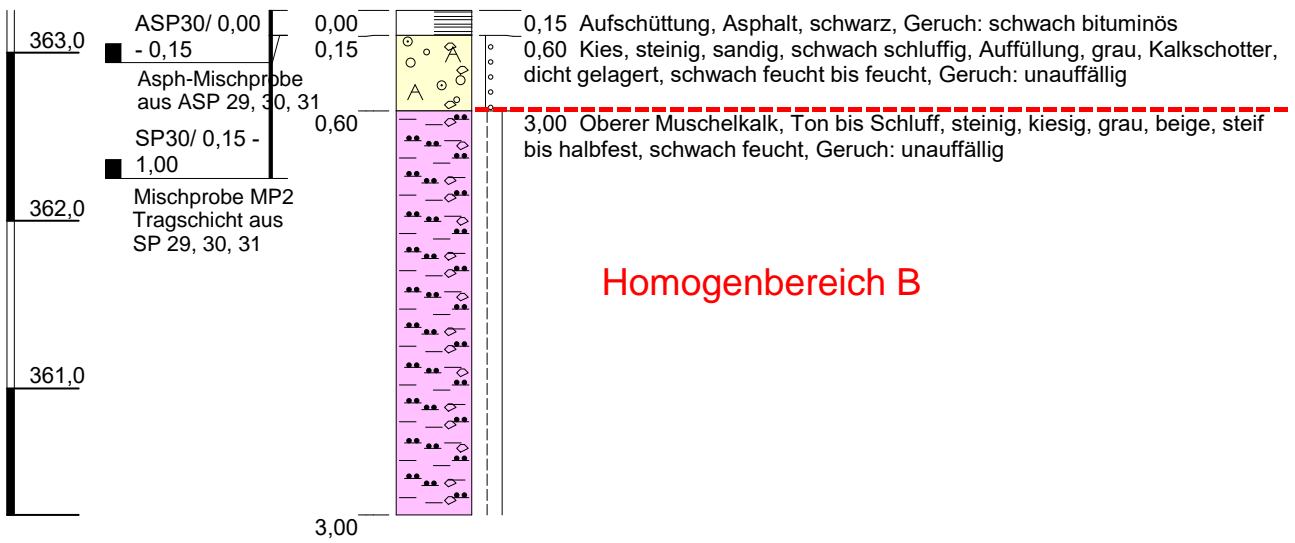 363,0
362,0
361,0
ASP30/ 0,00
- 0,15
Asph-Mischprobe
aus ASP 29, 30, 31
SP30/ 0,15 -
1,00
Mischprobe MP2
Tragschicht aus
SP 29, 30, 31
0,00
0,15
0,60
3,00
0,15 Aufschüttung, Asphalt, schwarz, Geruch: schwach bituminös
0,60 Kies, steinig, sandig, schwach schluffig, Auffüllung, grau, Kalkschotter,
dicht gelagert, schwach feucht bis feucht, Geruch: unauffällig
3,00 Oberer Muschelkalk, Ton bis Schluff, steinig, kiesig, grau, beige, steif
bis halbfest, schwach feucht, Geruch: unauffällig
Homogenbereich B